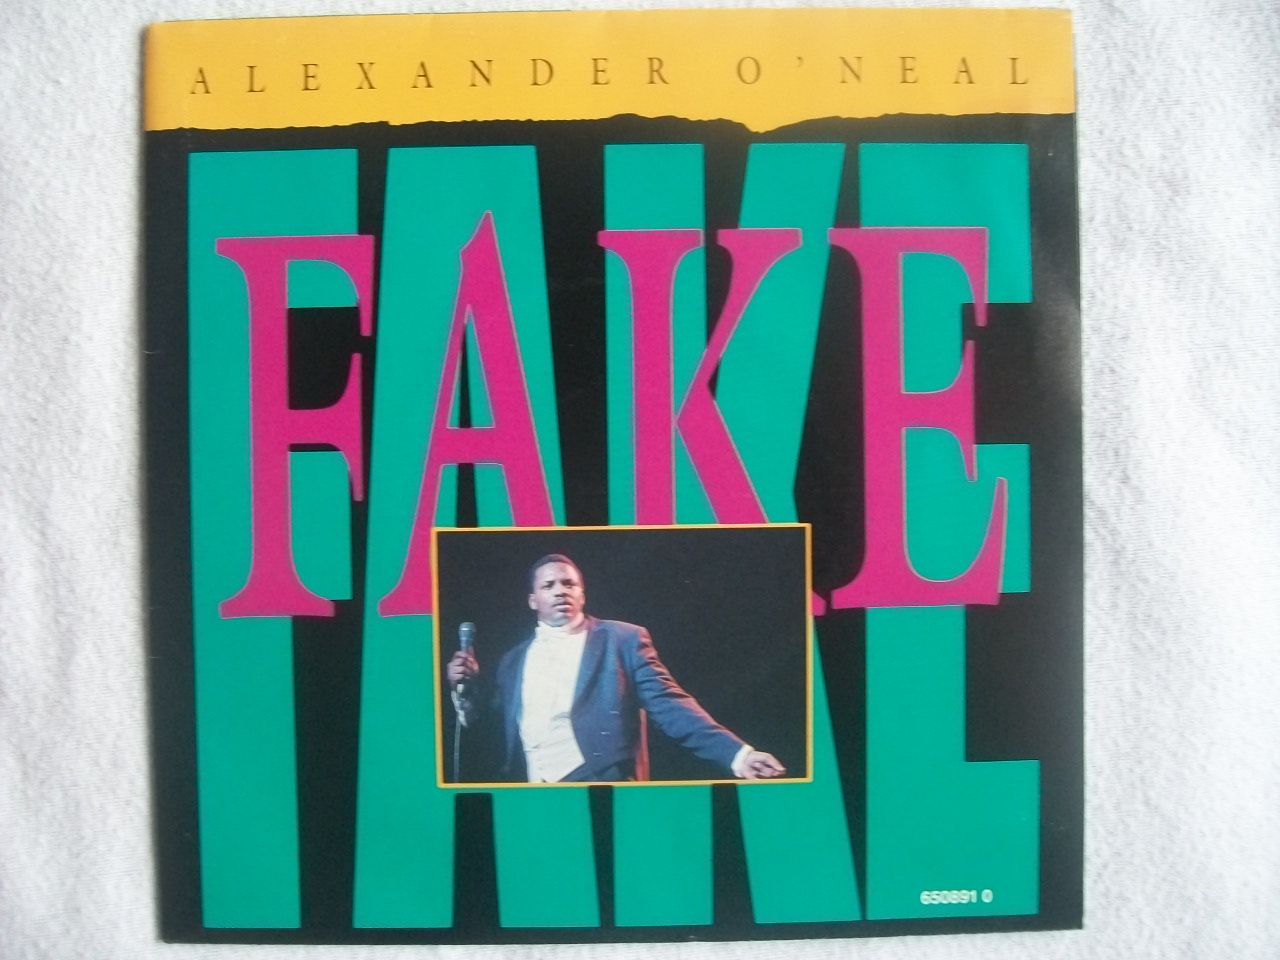 ALEXANDER O'NEAL
FAKE
FAKE
650891 0